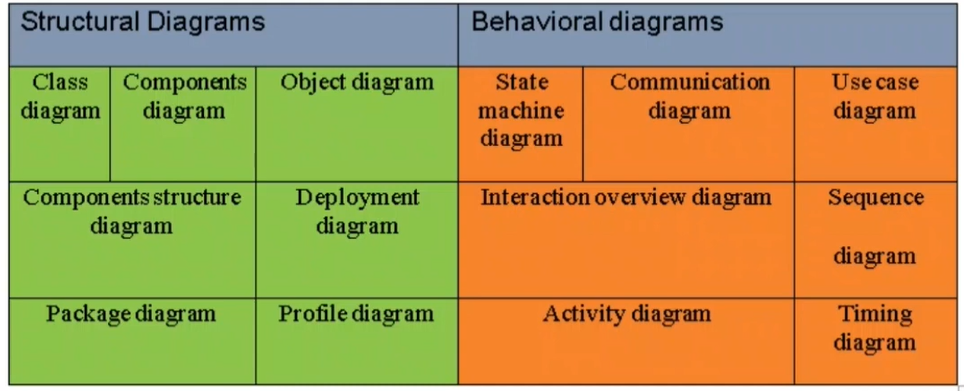 Structural Diagrams
Behavioral diagrams
Class
diagram
Components
diagram
Object diagram
State
machine
diagram
Communication
diagram
Use case
diagram
Components structure
diagram
Deployment
diagram
Interaction overview diagram
Sequence
diagram
Package diagram
Profile diagram
Activity diagram
Timing
diagram